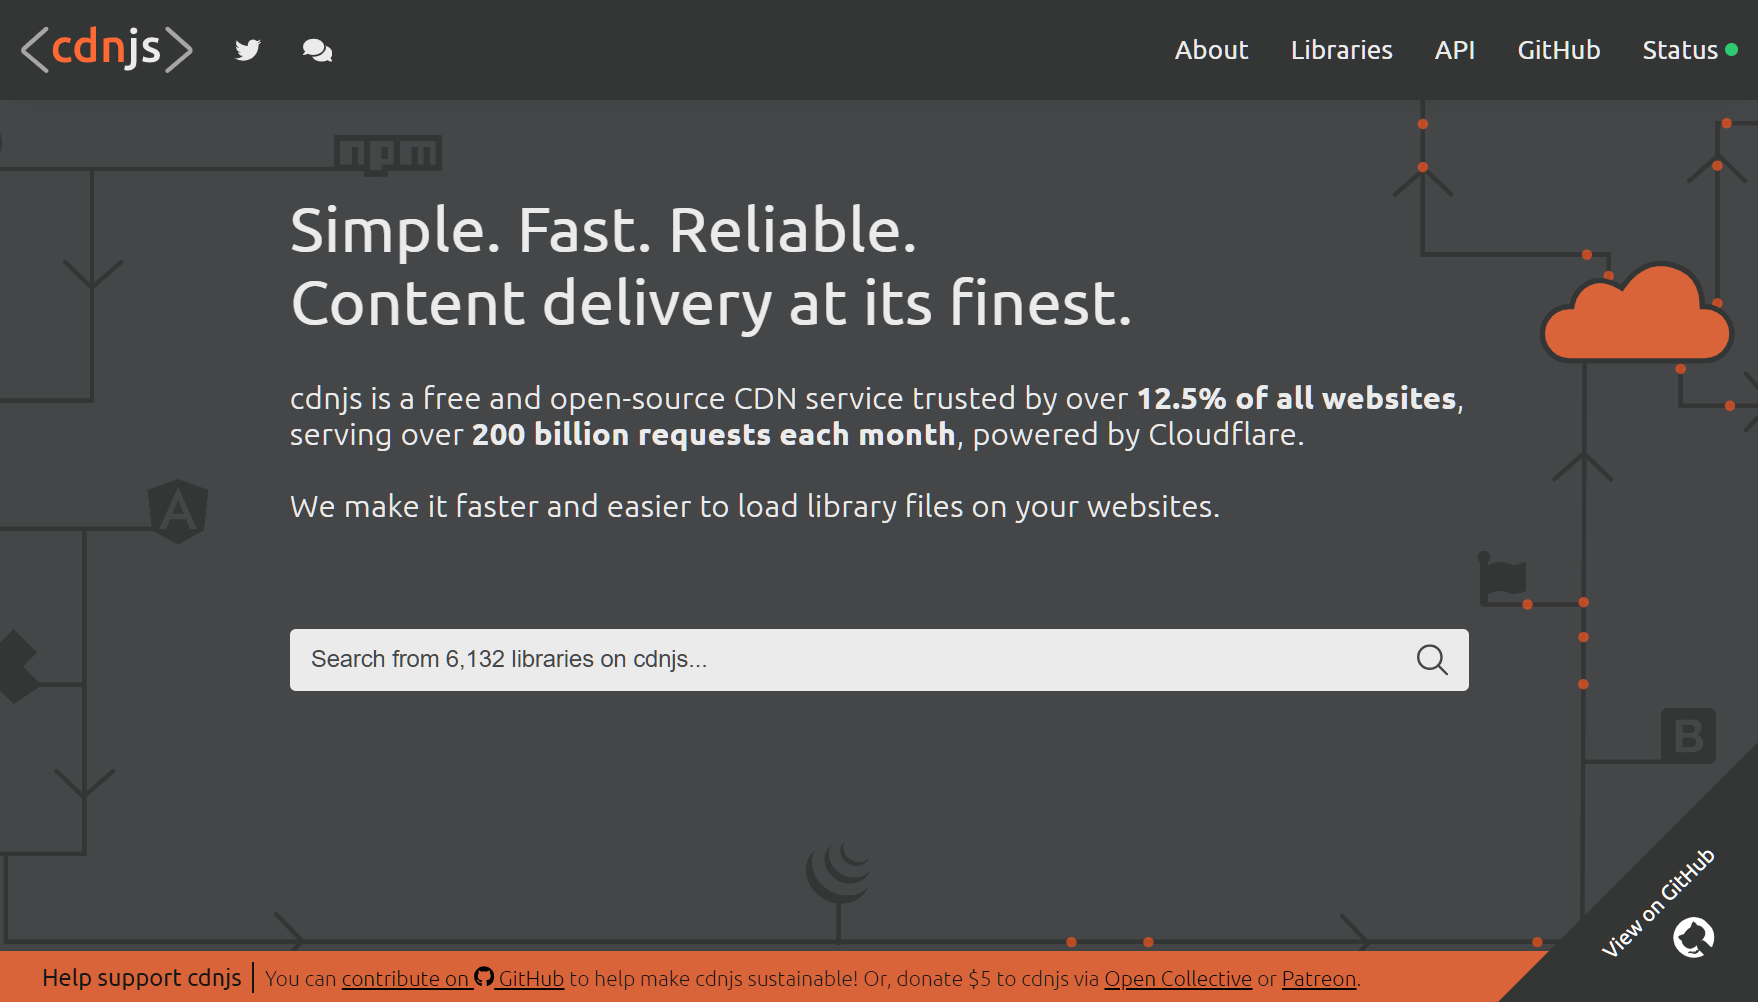 <cdnjs>
About
Libraries
API
GitHub
Status
npm
Simple. Fast. Reliable.
Content delivery at its finest.
cdnjs is a free and open-source CDN service trusted by over 12.5% of all websites,
serving over 200 billion requests each month, powered by Cloudflare.
We make it faster and easier to load library files on your websites.
A
Search from 6,132 libraries on cdnjs...
B
View on GitHub
Help support cdnjs
You can contribute on GitHub to help make cdnjs sustainable! Or, donate $5 to cdnjs via Open Collective or Patreon.